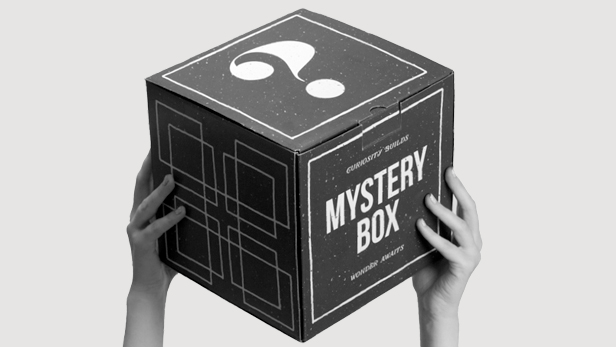 ?
CURIOSITY BUILDS
MYSTERY
BOX
WONDER AWAITS